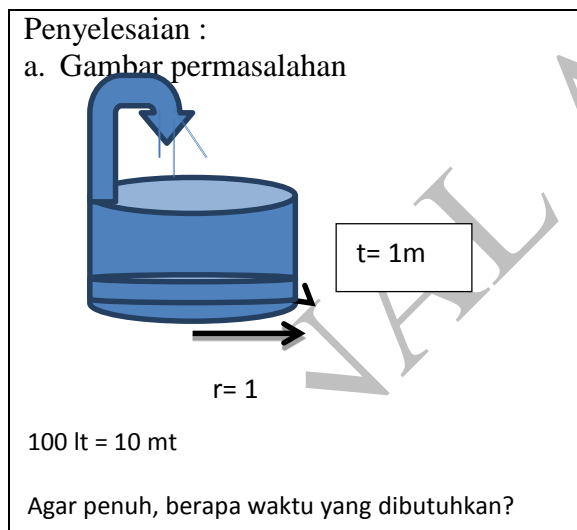 Penyelesaian :
a. Gambar permasalahan
t= 1m
r= 1
100 lt = 10 mt
Agar penuh, berapa waktu yang dibutuhkan?